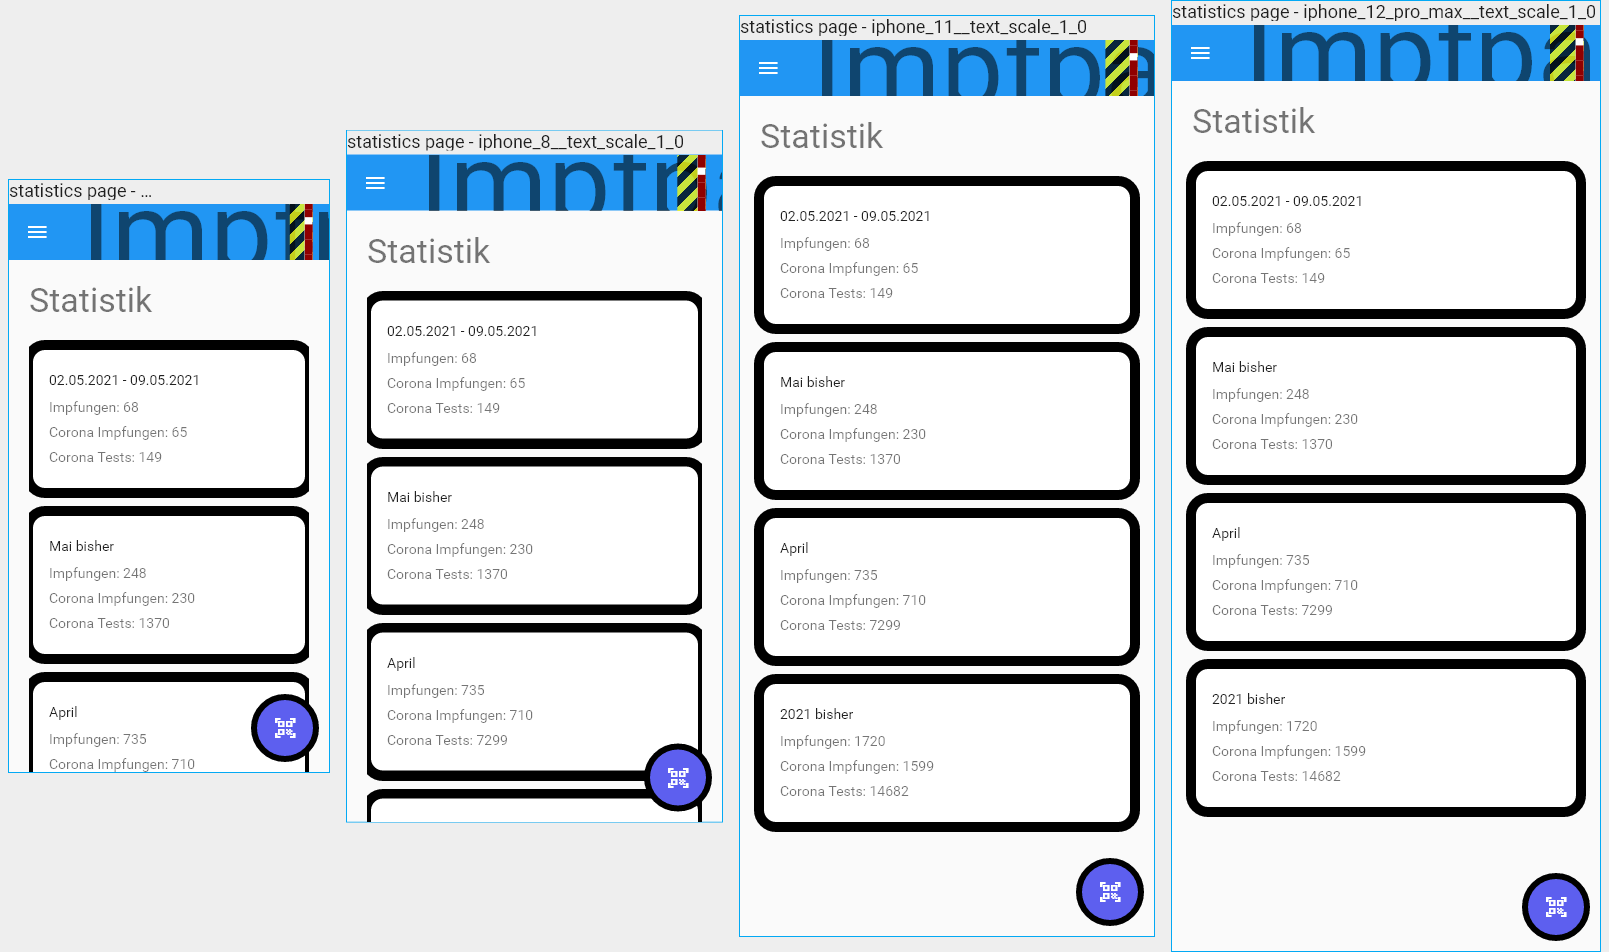 statistics page - ...
Statistik
02.05.2021 - 09.05.2021
Impfungen: 68
Corona Impfungen: 65
Corona Tests: 149
Mai bisher
Impfungen: 248
Corona Impfungen: 230
Corona Tests: 1370
April
Impfungen: 735
Corona Impfungen: 710
statistics page - iphone_8__text_scale_1_0
Statistik
02.05.2021 - 09.05.2021
Impfungen: 68
Corona Impfungen: 65
Corona Tests: 149
Mai bisher
Impfungen: 248
Corona Impfungen: 230
Corona Tests: 1370
April
Impfungen: 735
Corona Impfungen: 710
Corona Tests: 7299
statistics page - iphone_11__text_scale_1_0
Statistik
02.05.2021 - 09.05.2021
Impfungen: 68
Corona Impfungen: 65
Corona Tests: 149
Mai bisher
Impfungen: 248
Corona Impfungen: 230
Corona Tests: 1370
April
Impfungen: 735
Corona Impfungen: 710
Corona Tests: 7299
2021 bisher
Impfungen: 1720
Corona Impfungen: 1599
Corona Tests: 14682
statistics page - iphone_12_pro_max__text_scale_1_0
Statistik
02.05.2021 - 09.05.2021
Impfungen: 68
Corona Impfungen: 65
Corona Tests: 149
Mai bisher
Impfungen: 248
Corona Impfungen: 230
Corona Tests: 1370
April
Impfungen: 735
Corona Impfungen: 710
Corona Tests: 7299
2021 bisher
Impfungen: 1720
Corona Impfungen: 1599
Corona Tests: 14682